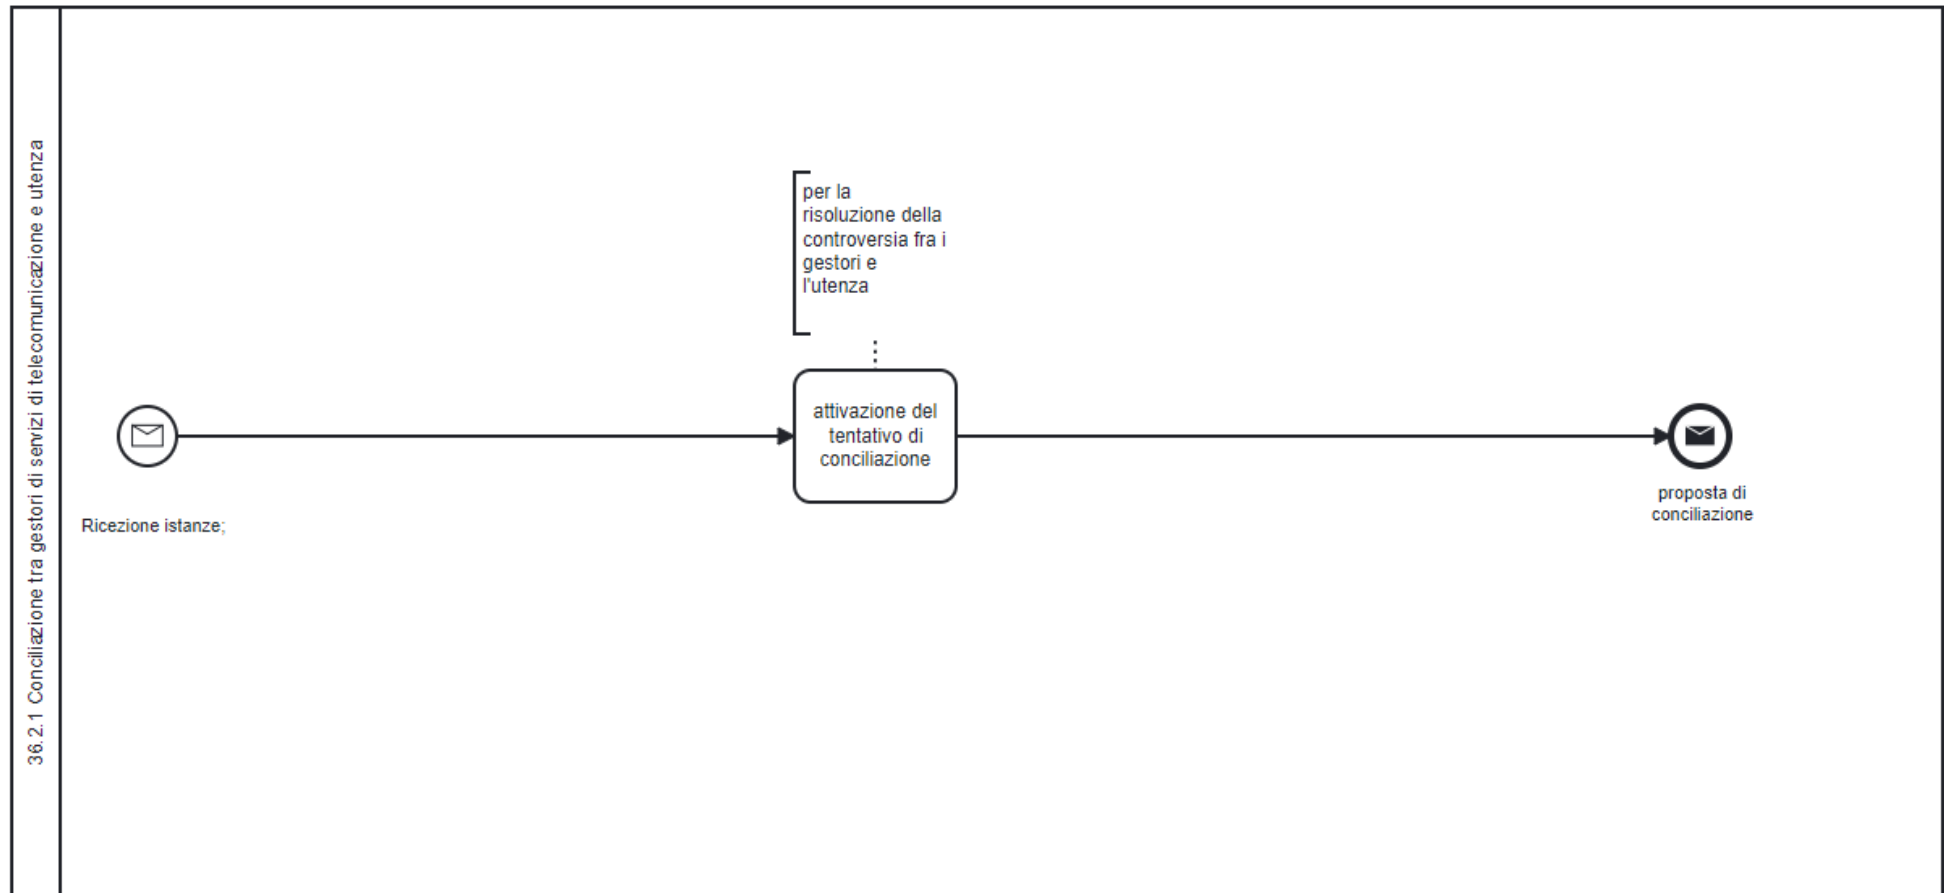 36.2.1 Conciliazione tra gestori di servizi di telecomunicazione e utenza
per la
risoluzione della
controversia fra i
gestori e
l'utenza
attivazione del
tentativo di
conciliazione
Ricezione istanze;
proposta di
conciliazione